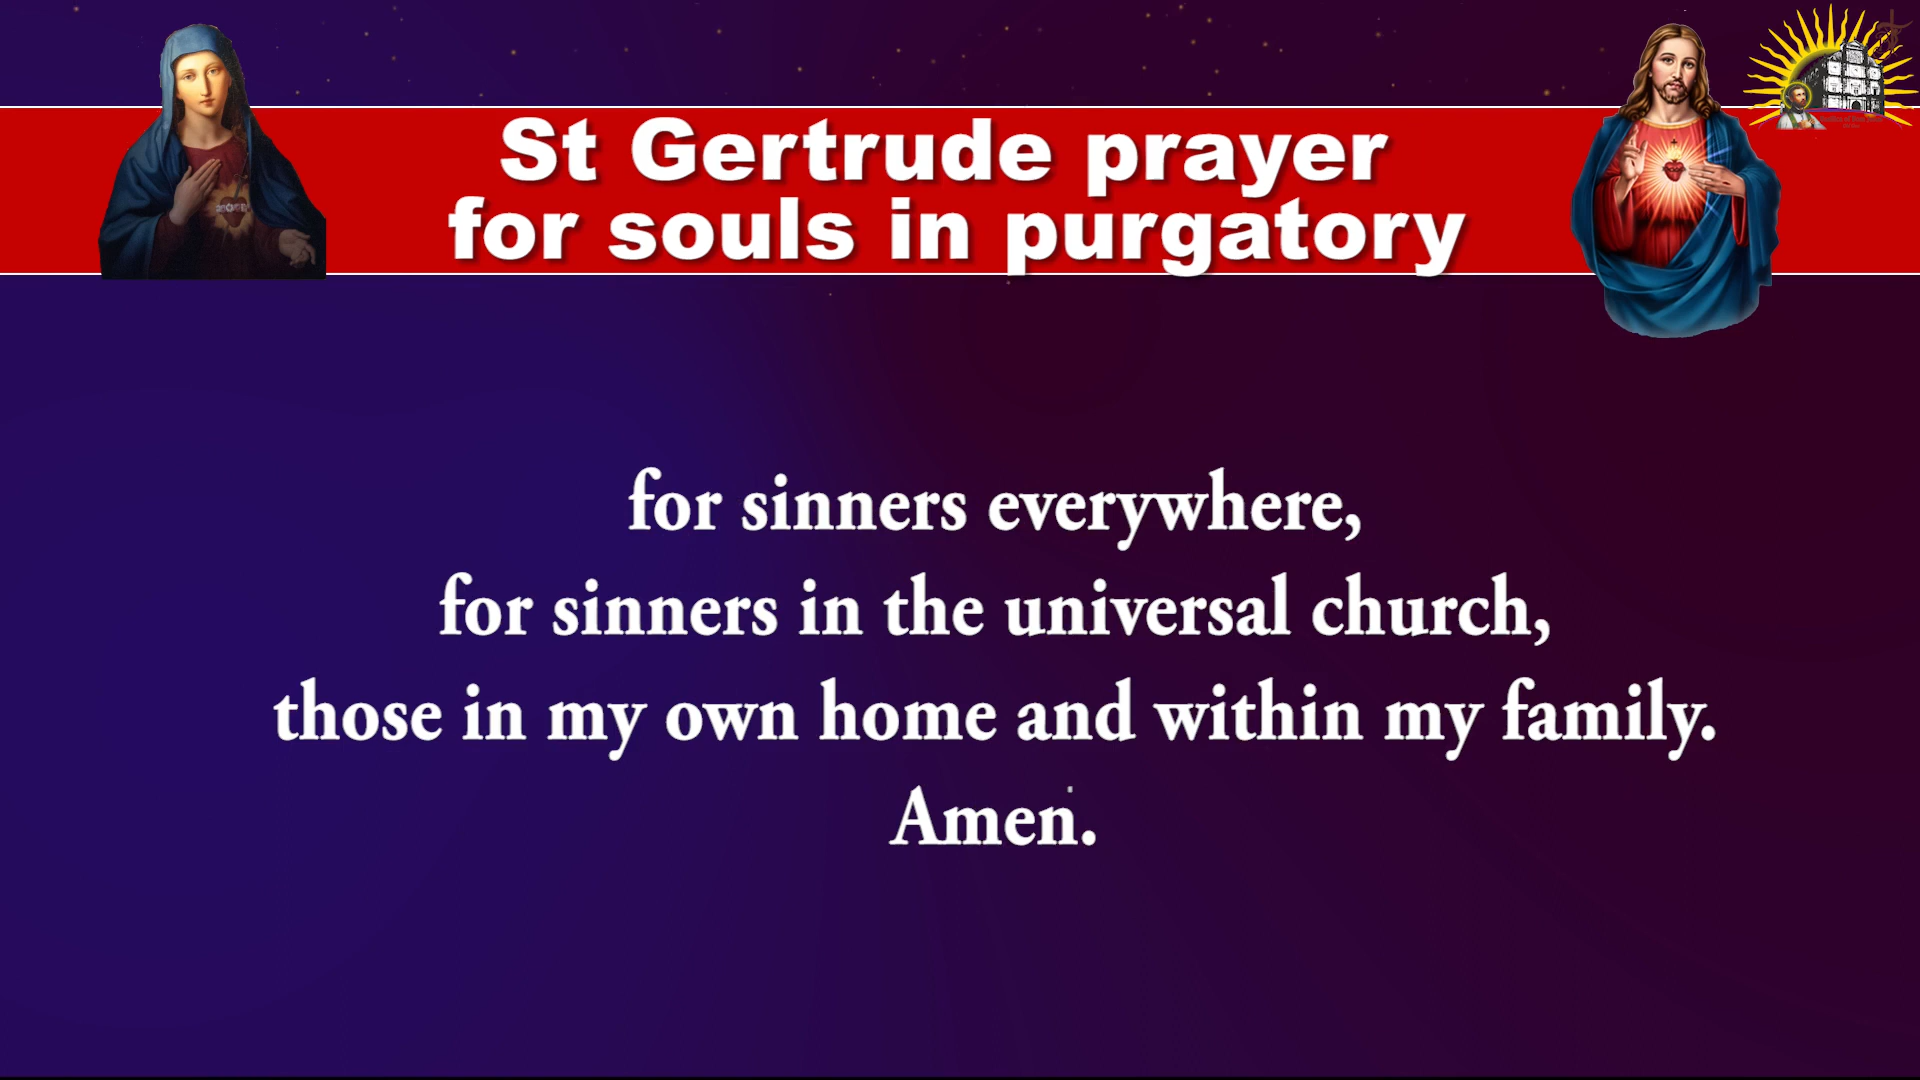 St Gertrude prayer
for souls in purgatory
for sinners everywhere,
for sinners in the universal church,
those in my own home and within my family.
Amen.